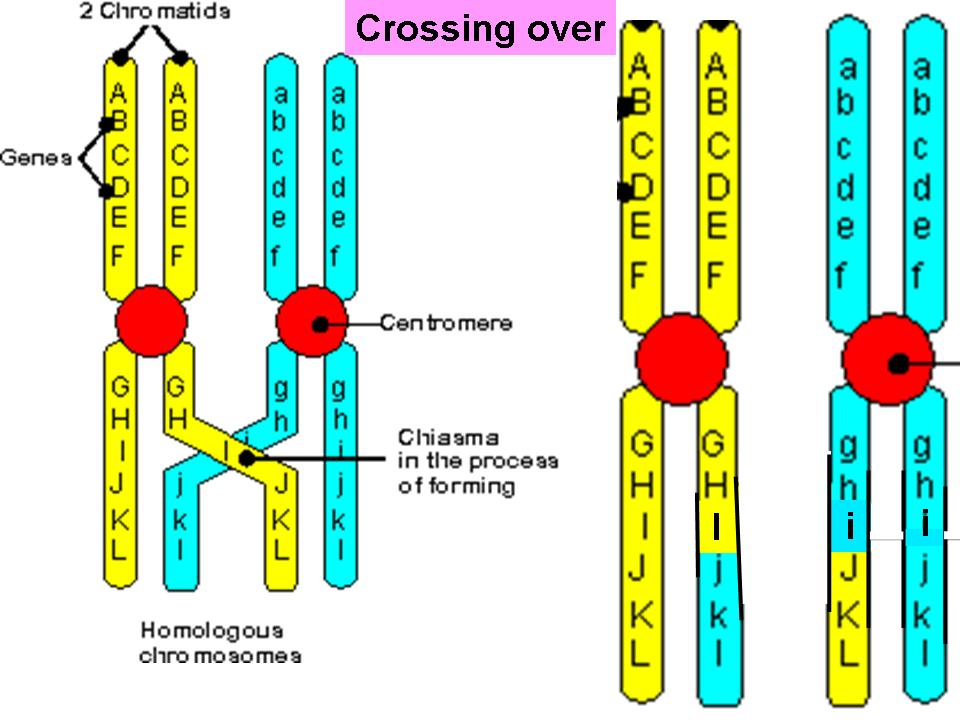 2 Chromatids
Crossing over
Genes
A A a a
B B b b
C C c c
D D d d
E E e e
F F f f
Centromere
G G g g
H H h h
I I i i
Chiasma
in the process
of forming
J j J j
K k K k
L l L l
Homologous
chromosomes
A A a a
B B b b
C C c c
D D d d
E E e e
F F f f
G G g g
H H h h
I I i i
J j J j
K k K k
L l L l